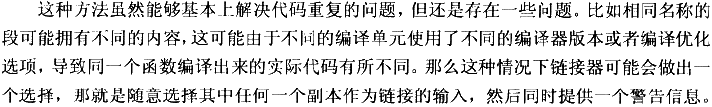 这种方法虽然能够基本上解决代码重复的问题，但还是存在一些问题。比如相同名称的
段可能拥有不同的内容，这可能由于不同的编译单元使用了不同的编译器版本或者编译优化
选项，导致同一个函数编译出来的实际代码有所不同。那么这种情况下链接器可能会做出一
个选择，那就是随意选择其中任何一个副本作为链接的输入，然后同时提供一个警告信息。